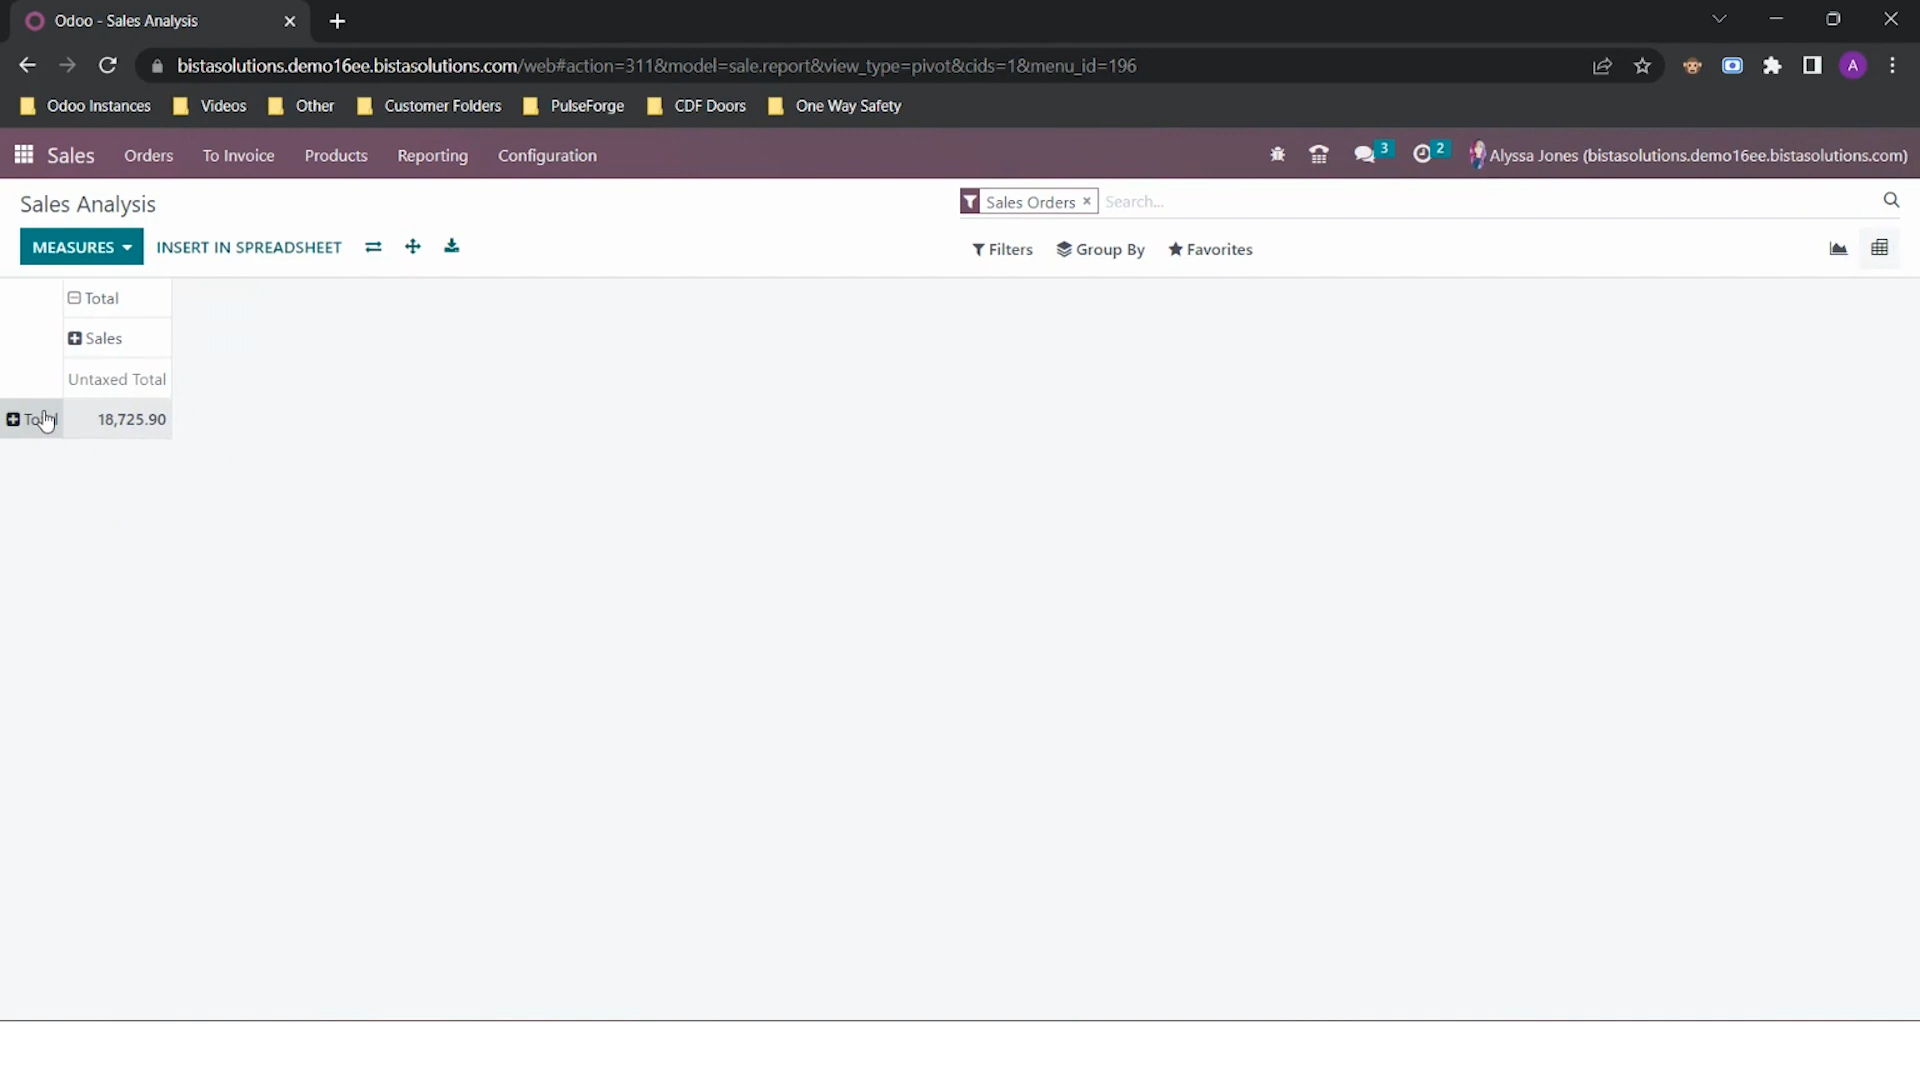 Odoo - Sales Analysis
bistasolutions.demo16ee.bistasolutions.com/web#action=311&model=sale.report&view_type=pivot&cids=1&menu_id=196
A
Odoo Instances Videos Other Customer Folders PulseForge CDF Doors One Way Safety
Sales Orders To Invoice Products Reporting Configuration 3 2 Alyssa Jones (bistasolutions.demo16ee.bistasolutions.com)
Sales Analysis Sales Orders × Search...
MEASURES INSERT IN SPREADSHEET Filters Group By Favorites
Total
Sales
Untaxed Total
Total 18,725.90